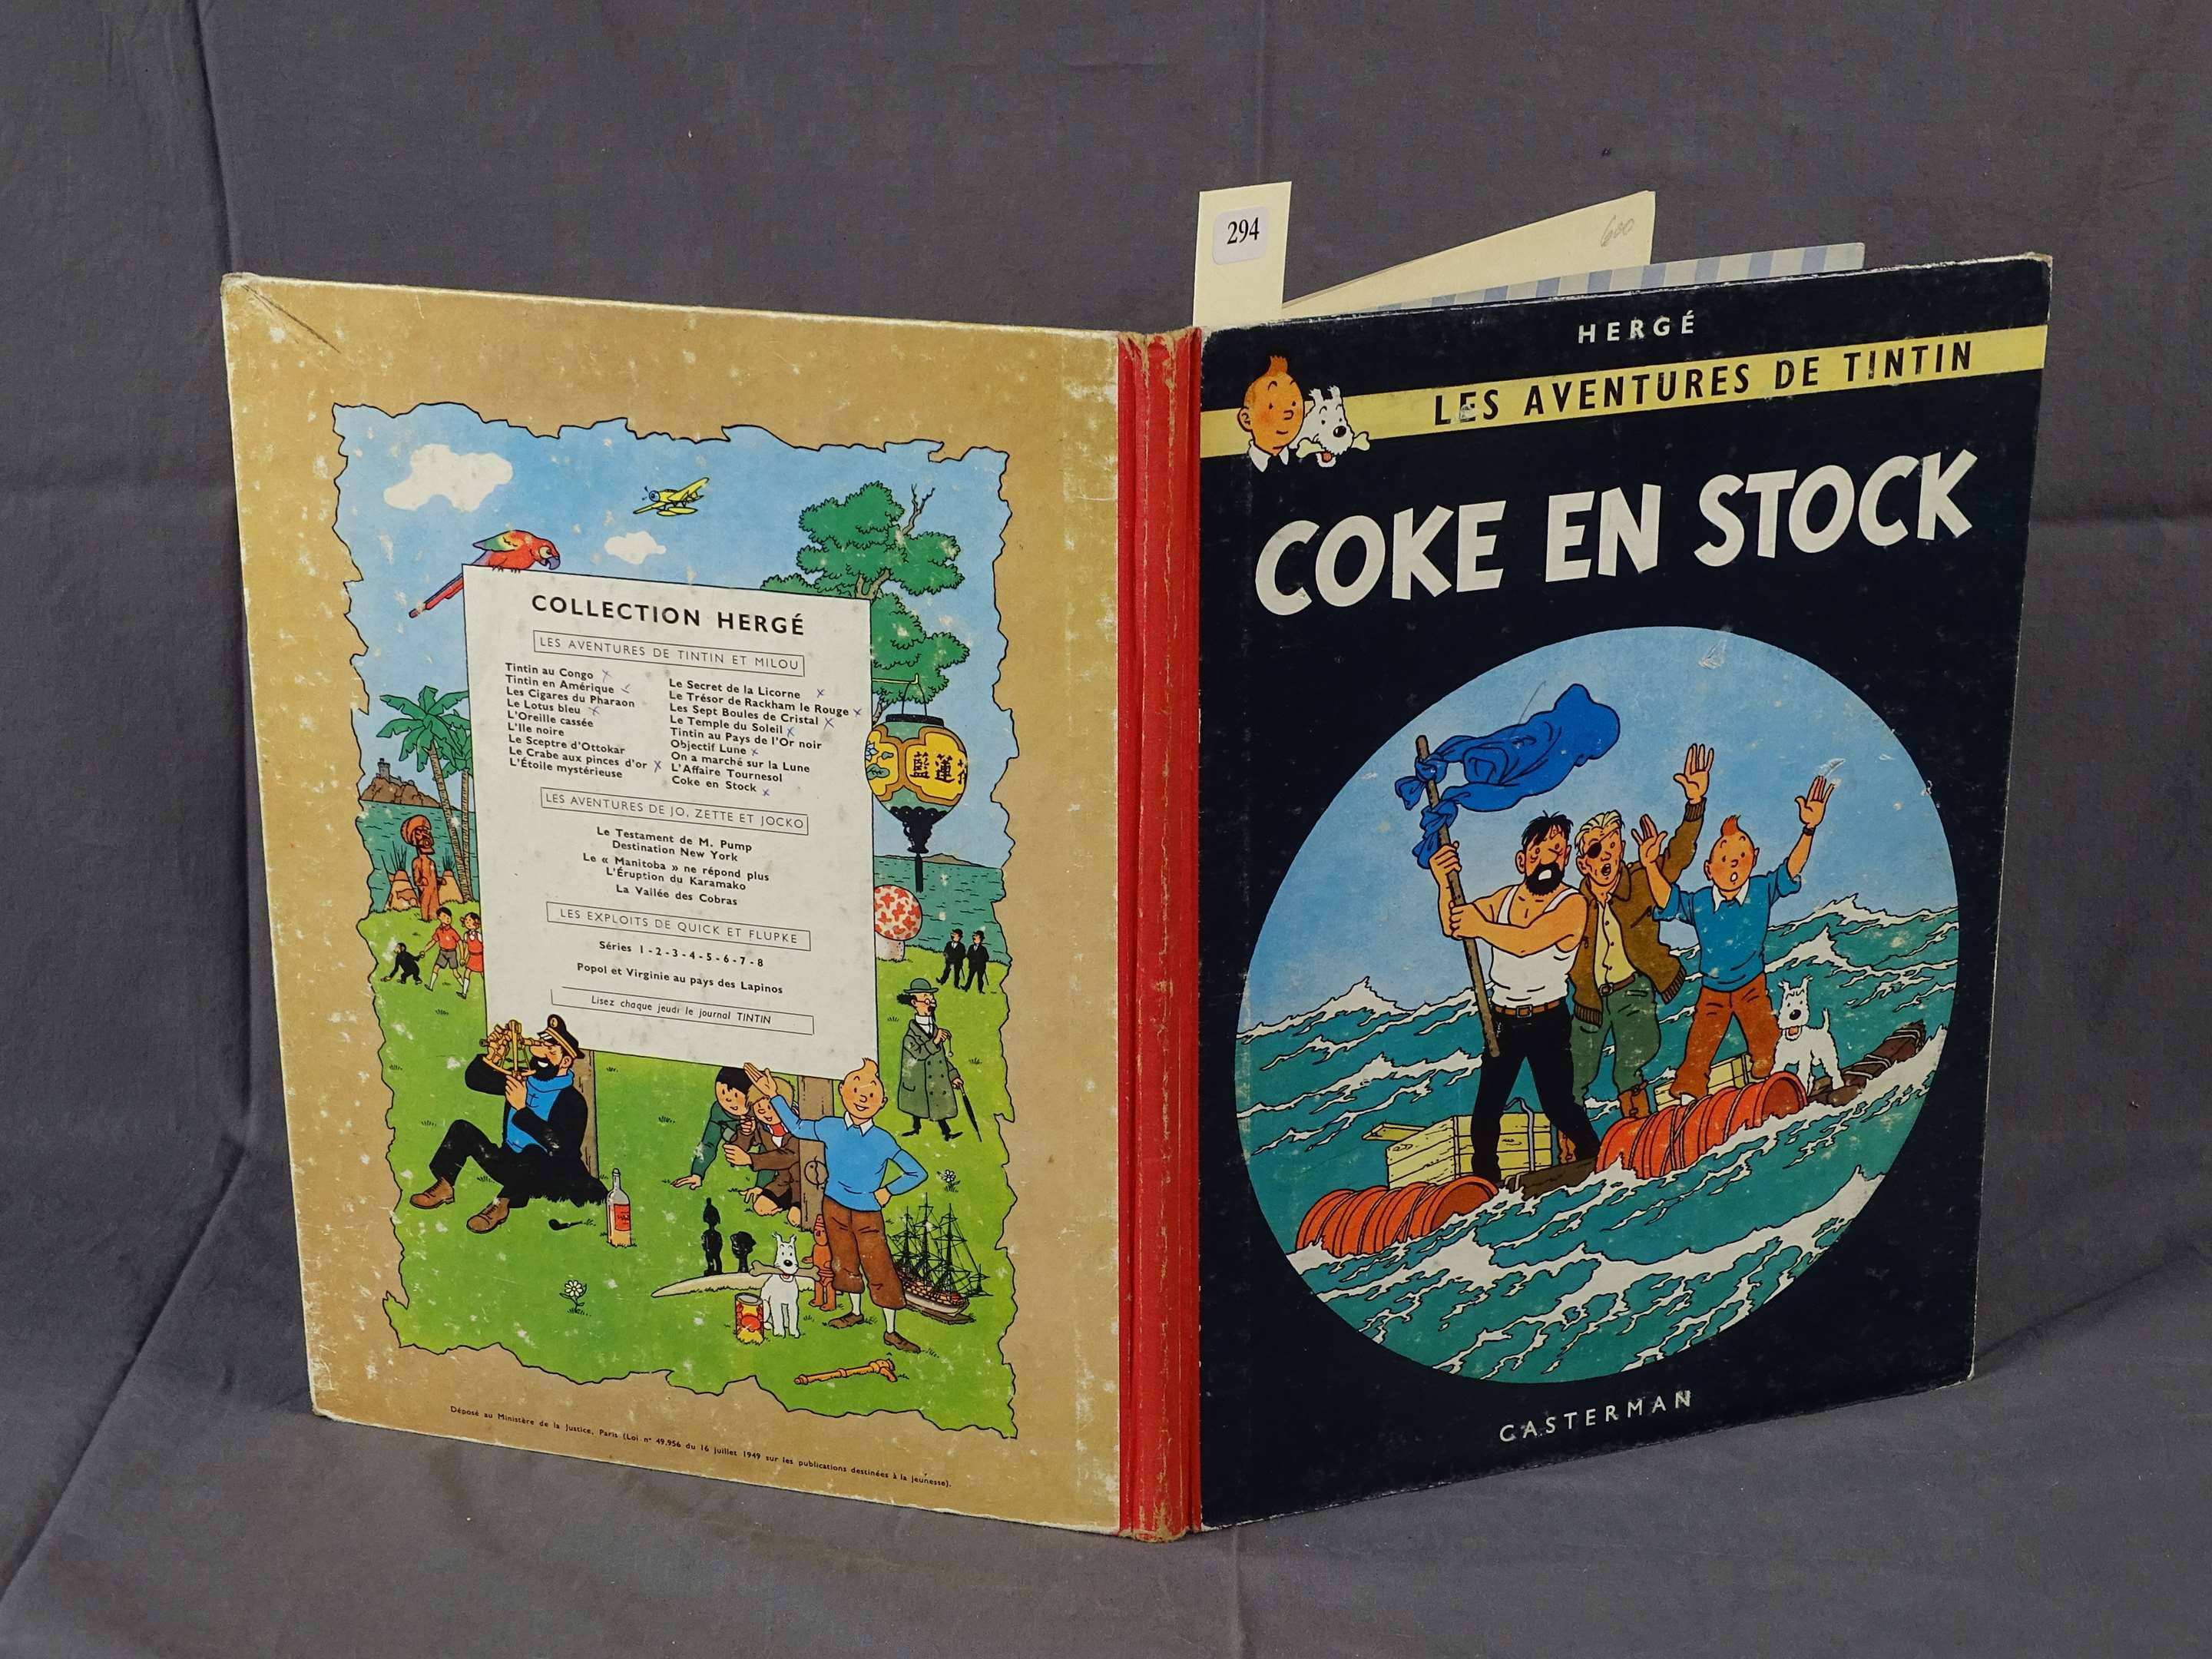 294
600
HERGÉ
LES AVENTURES DE TINTIN
COKE EN STOCK
CASTERMAN
COLLECTION HERGÉ
LES AVENTURES DE TINTIN ET MILOU
Tintin au Congo
Tintin en Amérique
Les Cigares du Pharaon
Le Lotus bleu
L'Oreille cassée
L'Ile noire
Le Sceptre d'Ottokar
Le Crabe aux pinces d'or
L'Étoile mystérieuse
Le Secret de la Licorne
Le Trésor de Rackham le Rouge
Les Sept Boules de Cristal
Le Temple du Soleil
Tintin au Pays de l'Or noir
Objectif Lune
On a marché sur la Lune
L'Affaire Tournesol
Coke en Stock
LES AVENTURES DE JO, ZETTE ET JOCKO
Le Testament de M. Pump
Destination New York
Le « Manitoba » ne répond plus
L'Éruption du Karamako
La Vallée des Cobras
LES EXPLOITS DE QUICK ET FLUPKE
Séries 1 - 2 - 3 - 4 - 5 - 6 - 7 - 8
Popol et Virginie au pays des Lapinos
Lisez chaque jeudi le journal TINTIN
藍蓮
Déposé au Ministère de la Justice, Paris (Loi n° 49.956 du 16 juillet 1949 sur les publications destinées à la jeunesse).